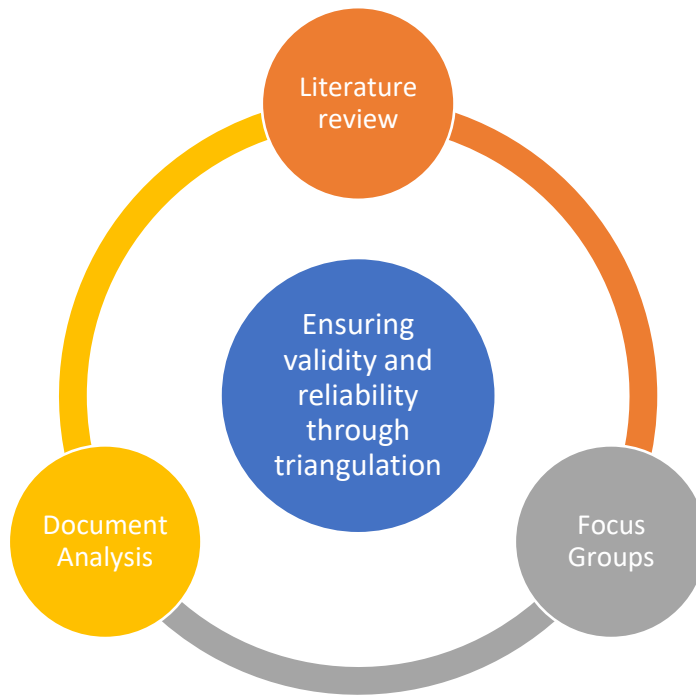 Literature
review
Ensuring
validity and
reliability
through
triangulation
Document
Analysis
Focus
Groups